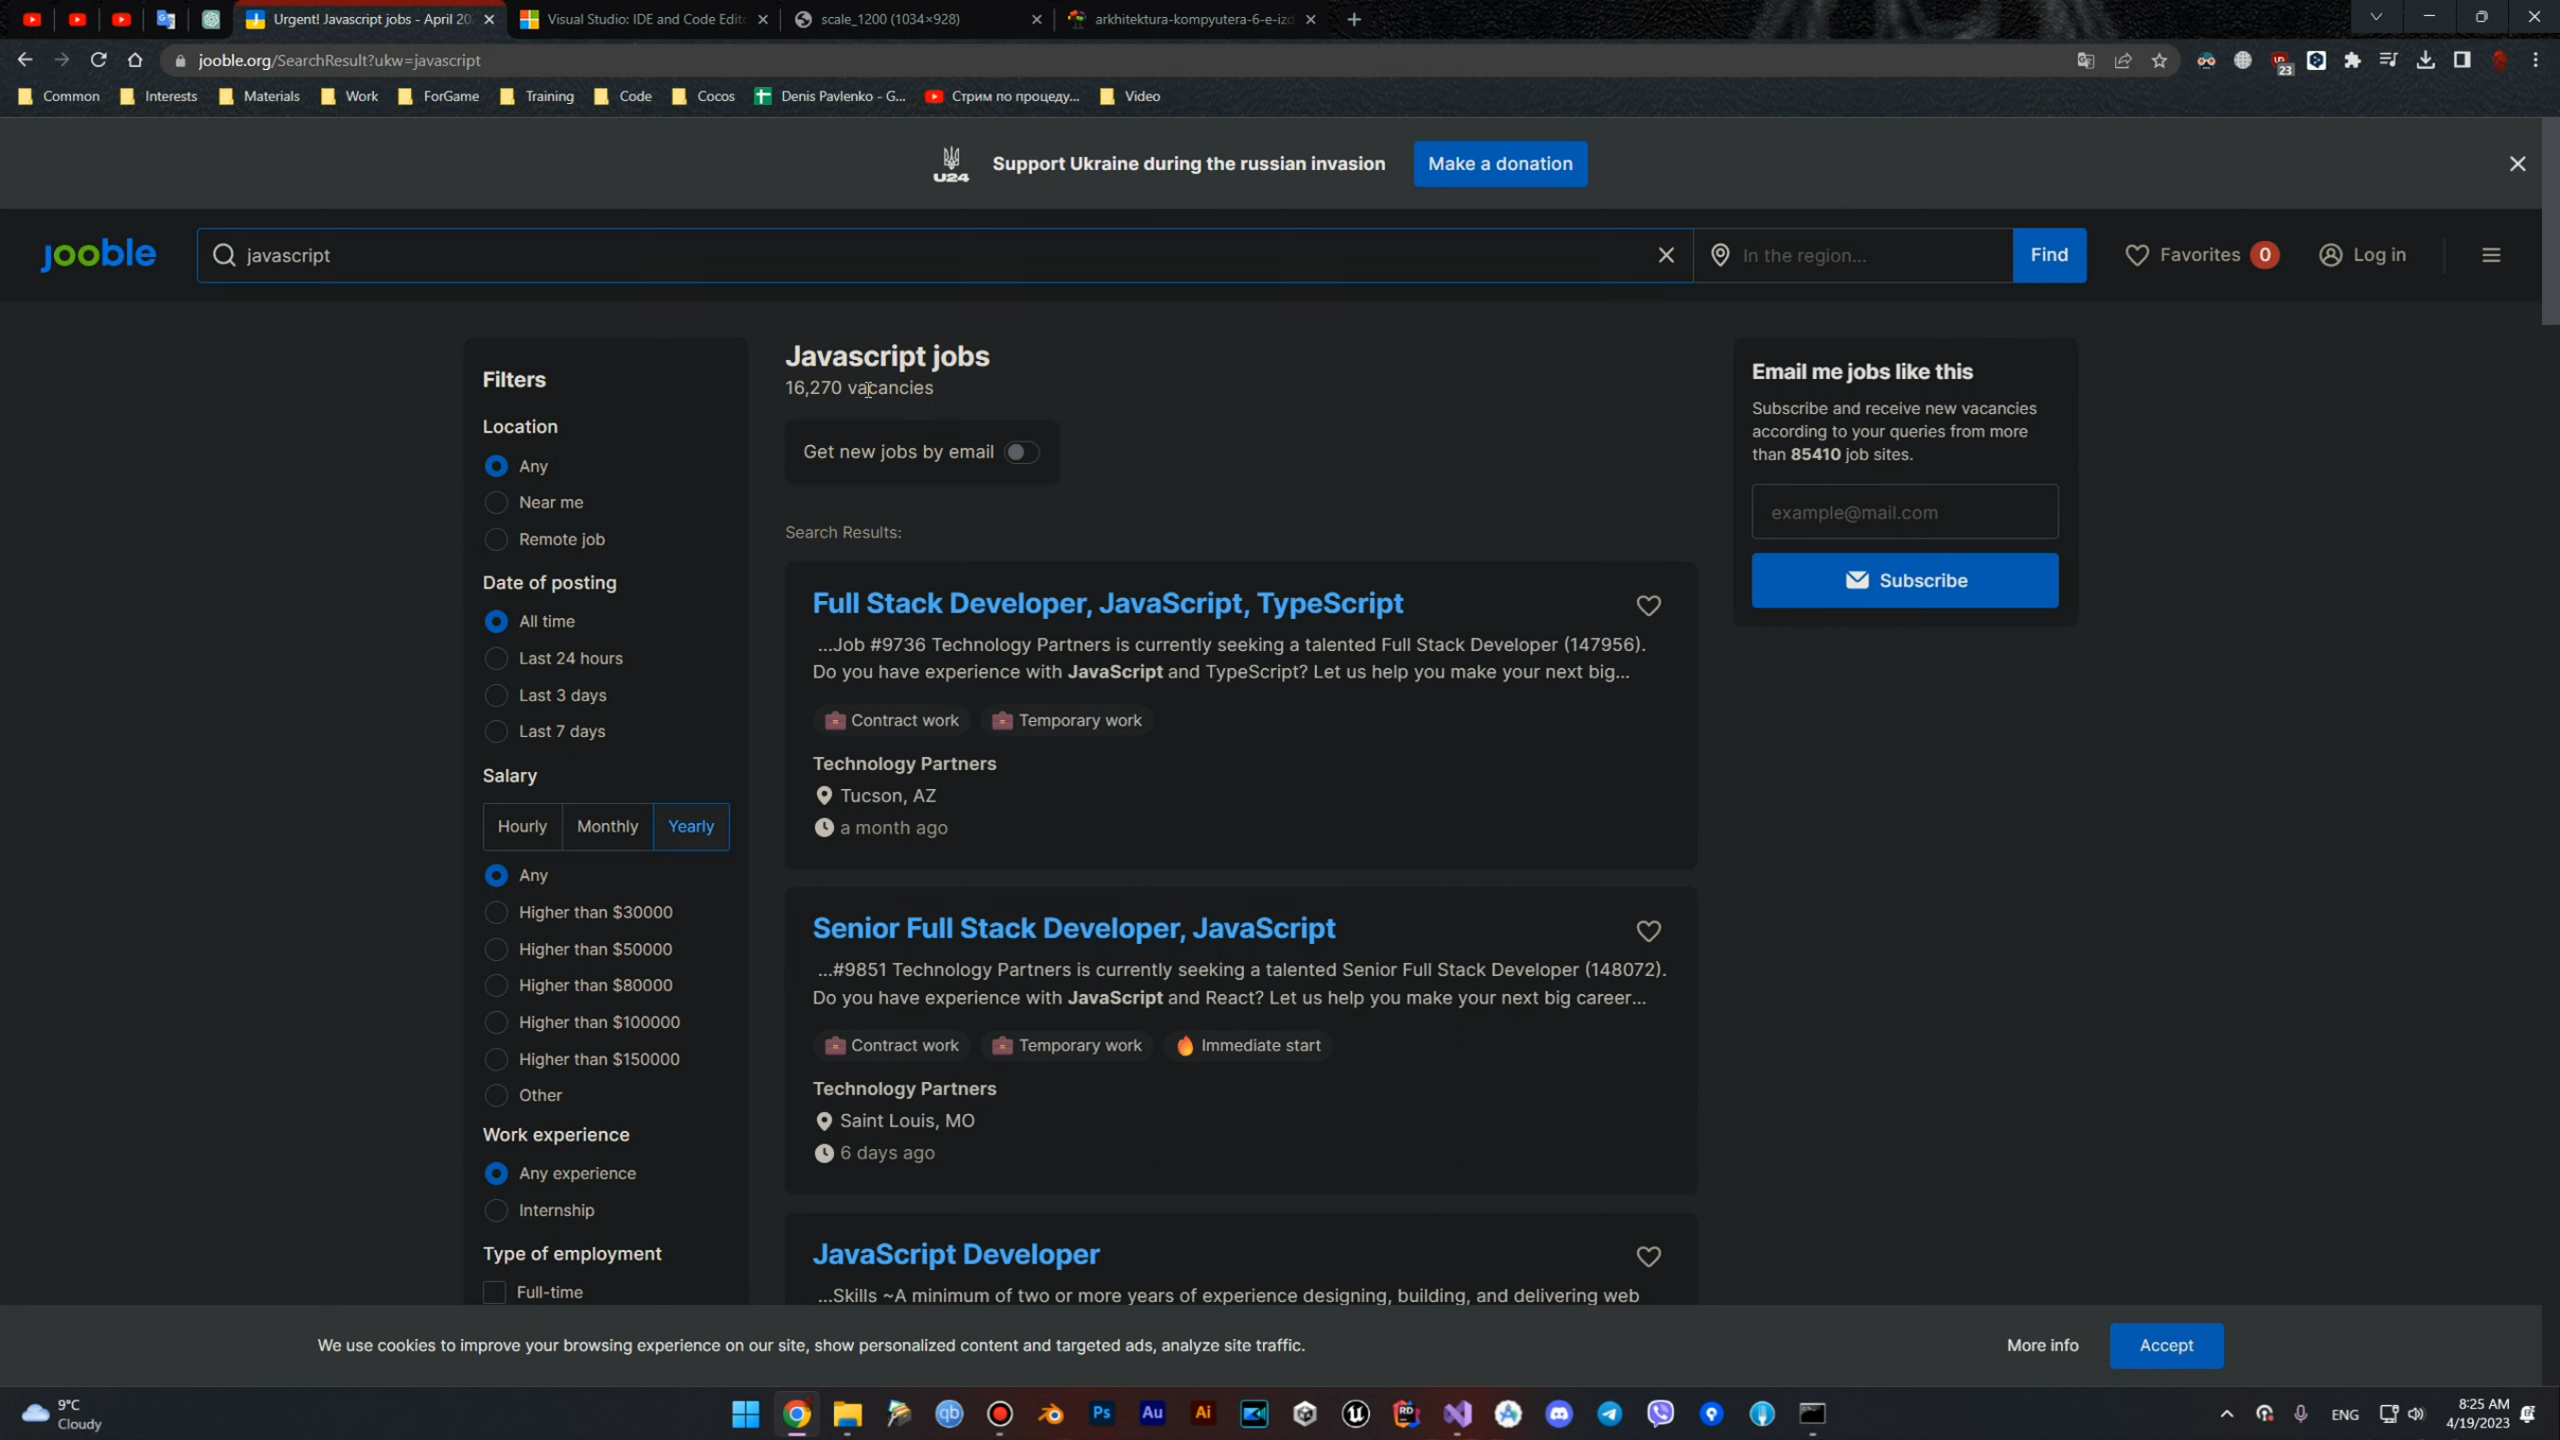 Urgent! Javascript jobs - April 20
Visual Studio: IDE and Code Edito
scale_1200 (1034×928)
arkhitektura-kompyutera-6-e-izd
jooble.org/SearchResult?ukw=javascript
23
Common
Interests
Materials
Work
ForGame
Training
Code
Cocos
Denis Pavlenko - G...
Стрим по процеду...
Video
U24
Support Ukraine during the russian invasion
Make a donation
jooble
javascript
In the region...
Find
Favorites
0
Log in
Filters
Location
Any
Near me
Remote job
Date of posting
All time
Last 24 hours
Last 3 days
Last 7 days
Salary
Hourly
Monthly
Yearly
Any
Higher than $30000
Higher than $50000
Higher than $80000
Higher than $100000
Higher than $150000
Other
Work experience
Any experience
Internship
Type of employment
Full-time
Javascript jobs
16,270 vacancies
Get new jobs by email
Search Results:
Full Stack Developer, JavaScript, TypeScript
...Job #9736 Technology Partners is currently seeking a talented Full Stack Developer (147956).
Do you have experience with JavaScript and TypeScript? Let us help you make your next big...
Contract work
Temporary work
Technology Partners
Tucson, AZ
a month ago
Senior Full Stack Developer, JavaScript
...#9851 Technology Partners is currently seeking a talented Senior Full Stack Developer (148072).
Do you have experience with JavaScript and React? Let us help you make your next big career...
Contract work
Temporary work
Immediate start
Technology Partners
Saint Louis, MO
6 days ago
JavaScript Developer
...Skills ~A minimum of two or more years of experience designing, building, and delivering web
Email me jobs like this
Subscribe and receive new vacancies
according to your queries from more
than 85410 job sites.
example@mail.com
Subscribe
We use cookies to improve your browsing experience on our site, show personalized content and targeted ads, analyze site traffic.
More info
Accept
9°C
Cloudy
qb
Ps
Au
Ai
RD
ENG
8:25 AM
4/19/2023